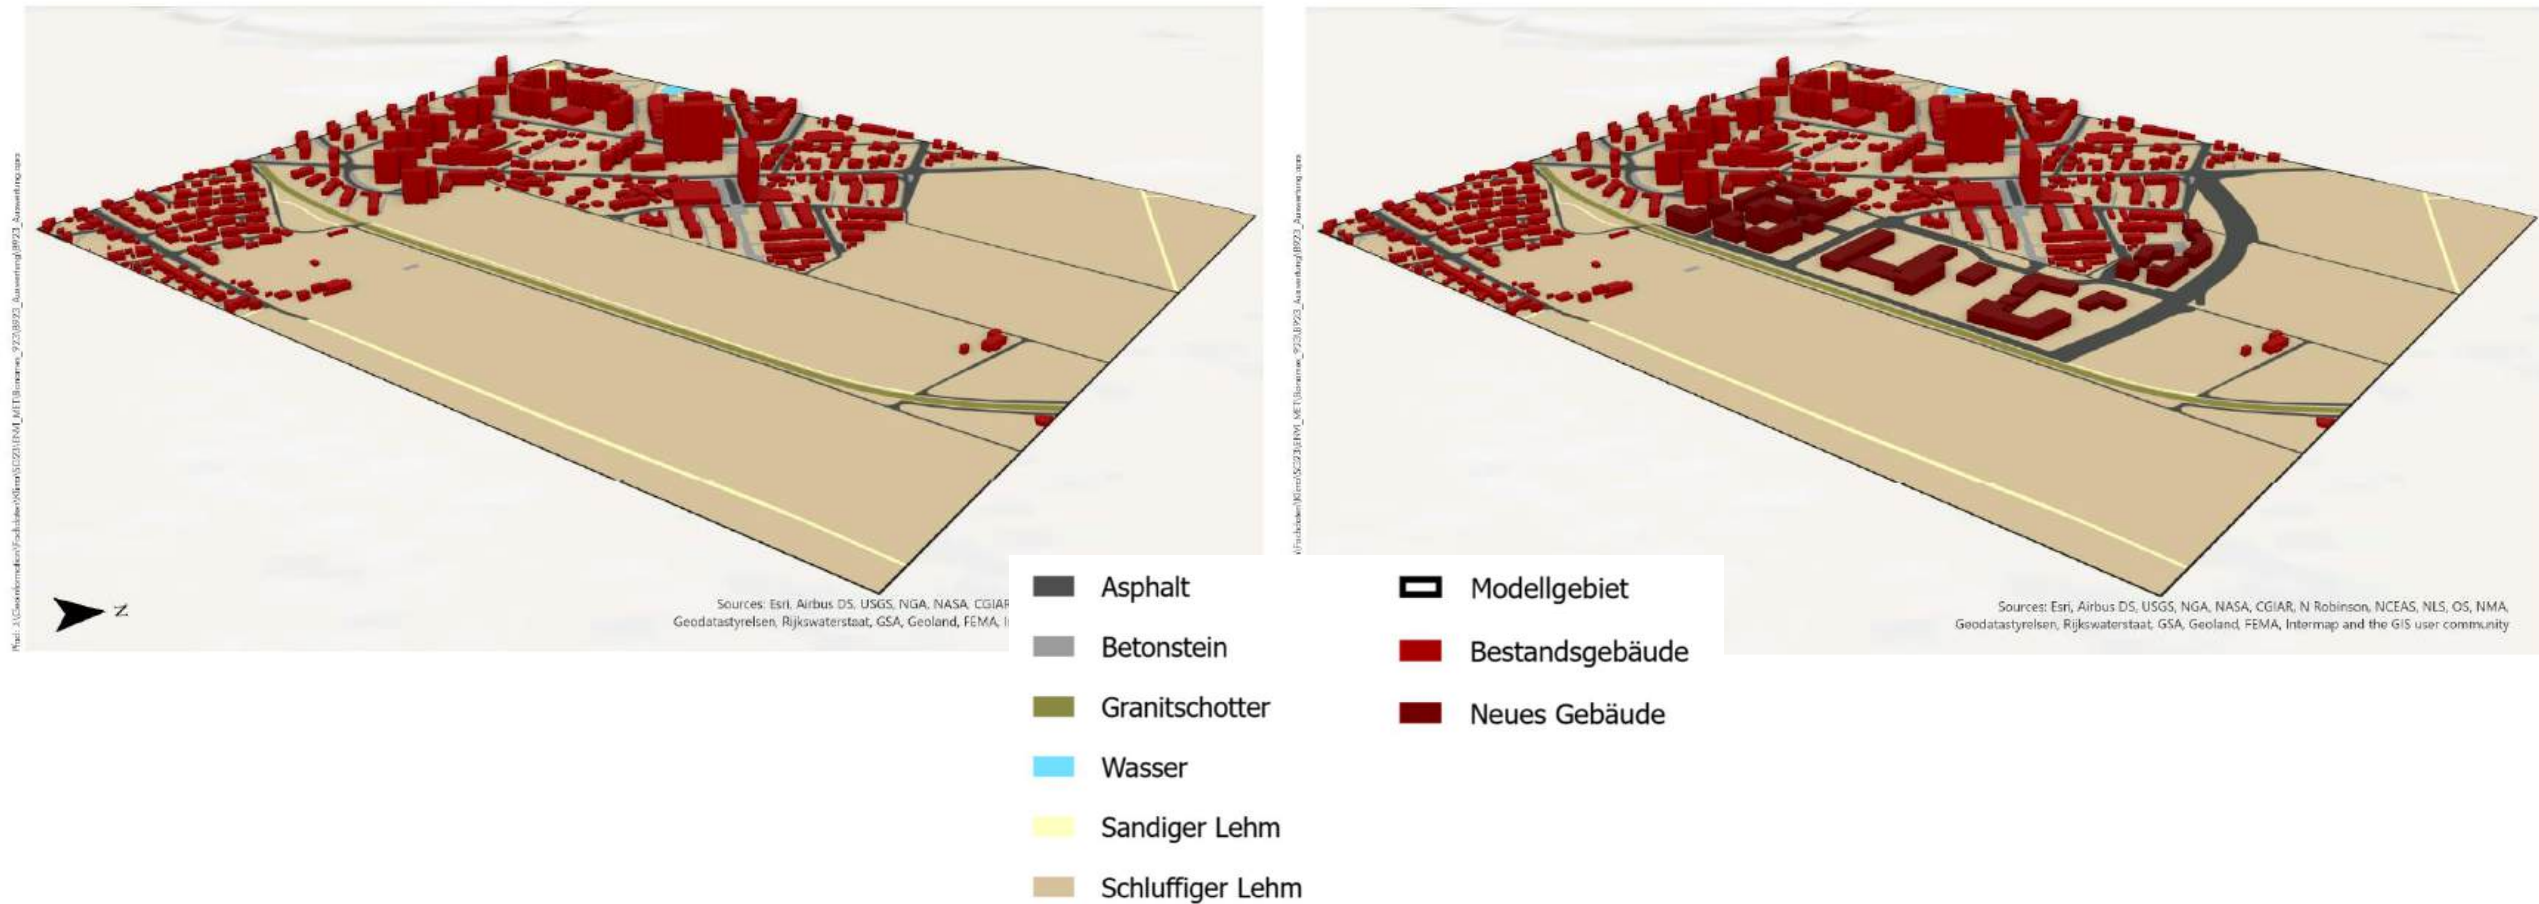 N
Sources: Esri, Airbus DS, USGS, NGA, NASA, CGIAR
Geodatastyrelsen, Rijkswaterstaat, GSA, Geoland, FEMA,
Sources: Esri, Airbus DS, USGS, NGA, NASA, CGIAR, N Robinson, NCEAS, NLS, OS, NMA,
Geodatastyrelsen, Rijkswaterstaat, GSA, Geoland, FEMA, Intermap and the GIS user community
Asphalt
Betonstein
Granitschotter
Wasser
Sandiger Lehm
Schluffiger Lehm
Modellgebiet
Bestandsgebäude
Neues Gebäude